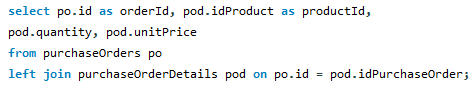 select po.id as orderId, pod.idProduct as productId,
pod.quantity, pod.unitPrice
from purchaseOrders po
left join purchaseOrderDetails pod on po.id = pod.idPurchaseOrder;